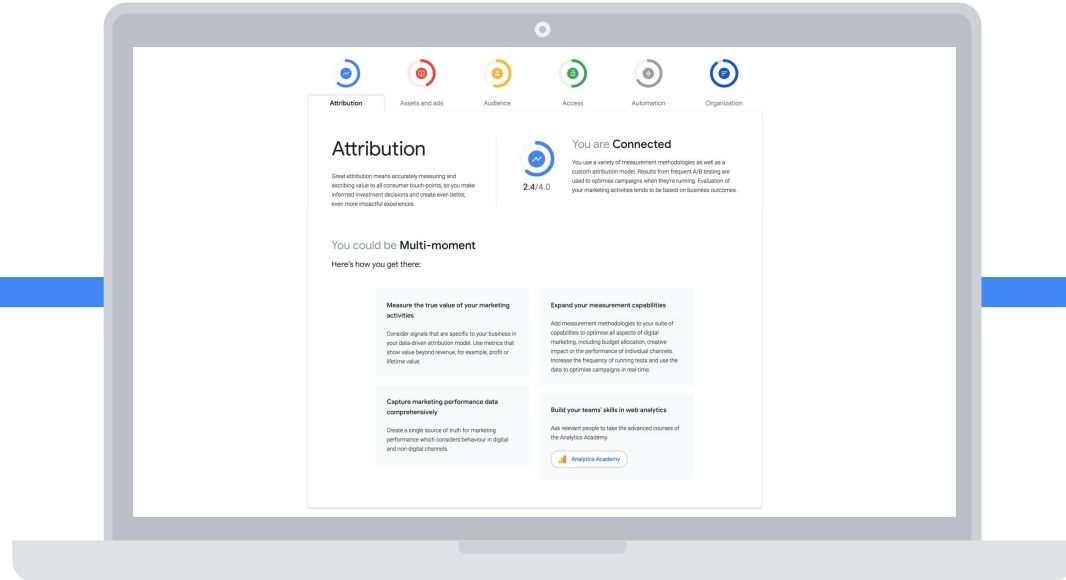 Attribution
Assets and ads
Audience
Access
Automation
Organization
Attribution
Great attribution means accurately measuring and
ascribing value to all consumer touch-points, so you make
informed investment decisions and create even better,
even more impactful experiences.
2.4/4.0
You are Connected
You use a variety of measurement methodologies as well as a
custom attribution model. Results from frequent A/B testing are
used to optimise campaigns when they're running. Evaluation of
your marketing activities tends to be based on business outcomes.
You could be Multi-moment
Here's how you get there:
Measure the true value of your marketing
activities
Consider signals that are specific to your business in
your data-driven attribution model. Use metrics that
show value beyond revenue, for example, profit or
lifetime value.
Expand your measurement capabilities
Add measurement methodologies to your suite of
capabilities to optimise all aspects of digital
marketing, including budget allocation, creative
impact or the performance of individual channels.
Increase the frequency of running tests and use the
data to optimise campaigns in real-time.
Capture marketing performance data
comprehensively
Create a single source of truth for marketing
performance which considers behaviour in digital
and non-digital channels.
Build your teams' skills in web analytics
Ask relevant people to take the advanced courses of
the Analytics Academy.
Analytics Academy